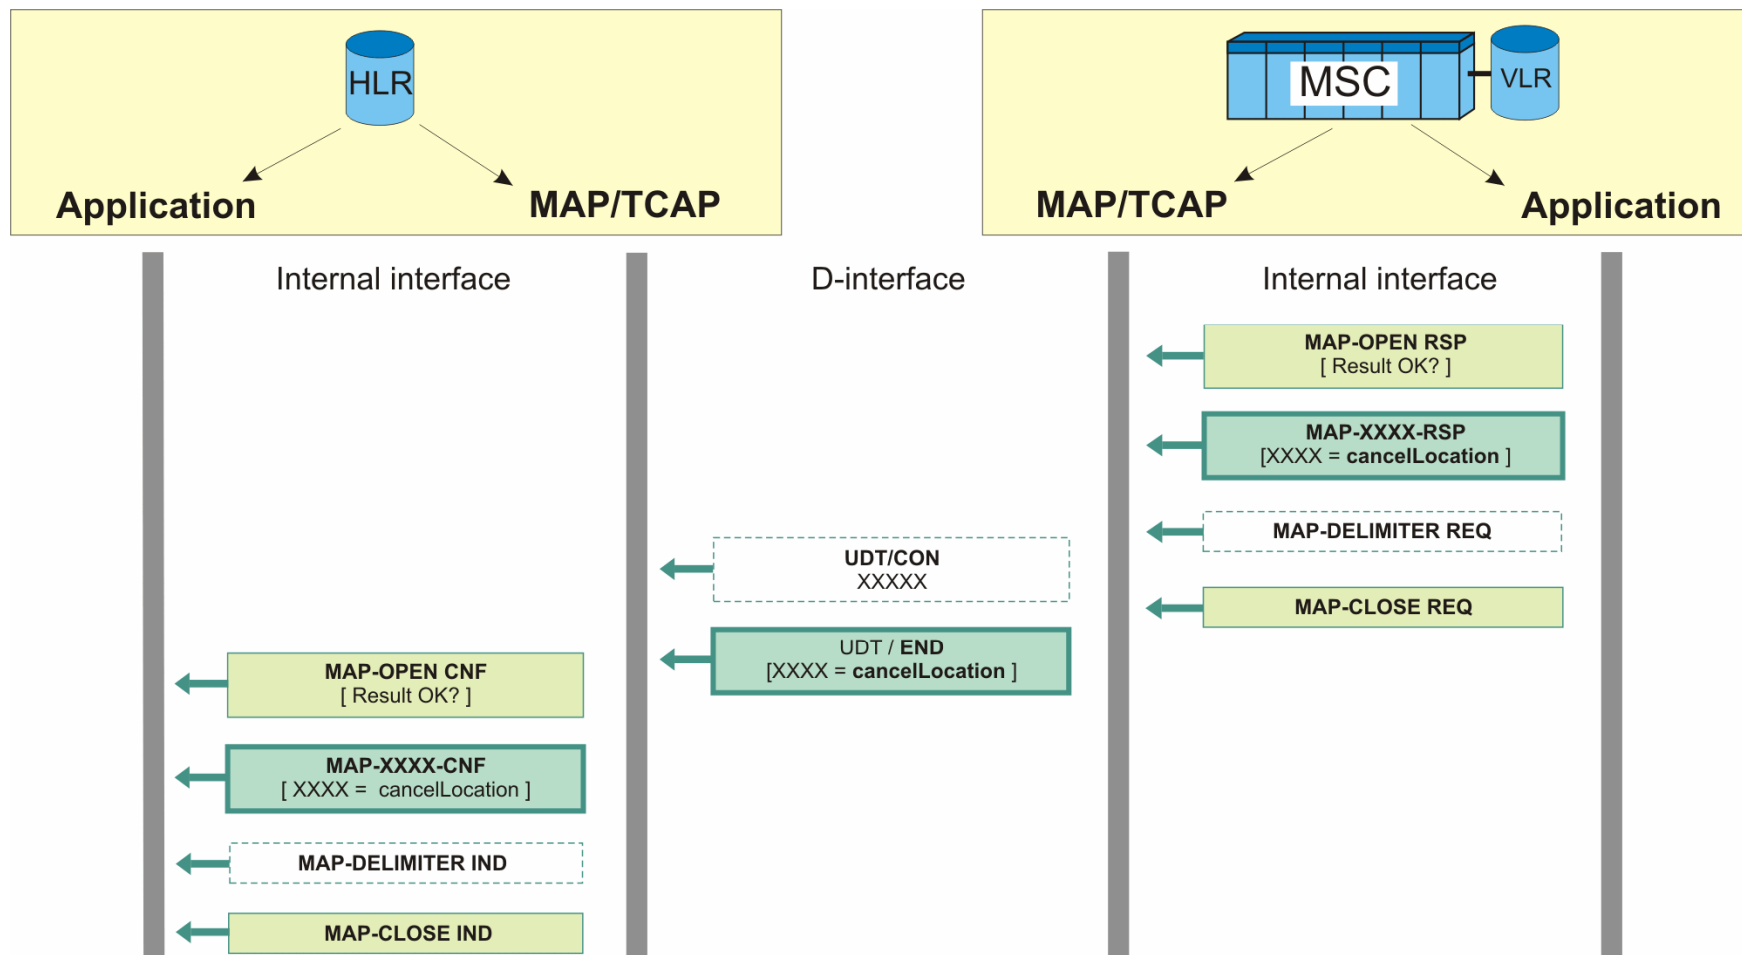 HLR
MSC
VLR
Application
MAP/TCAP
MAP/TCAP
Application
Internal interface
D-interface
Internal interface
MAP-OPEN RSP
[ Result OK? ]
MAP-XXXX-RSP
[XXXX = cancelLocation ]
MAP-DELIMITER REQ
UDT/CON
XXXXX
MAP-CLOSE REQ
UDT / END
[XXXX = cancelLocation ]
MAP-OPEN CNF
[ Result OK? ]
MAP-XXXX-CNF
[ XXXX =  cancelLocation ]
MAP-DELIMITER IND
MAP-CLOSE IND